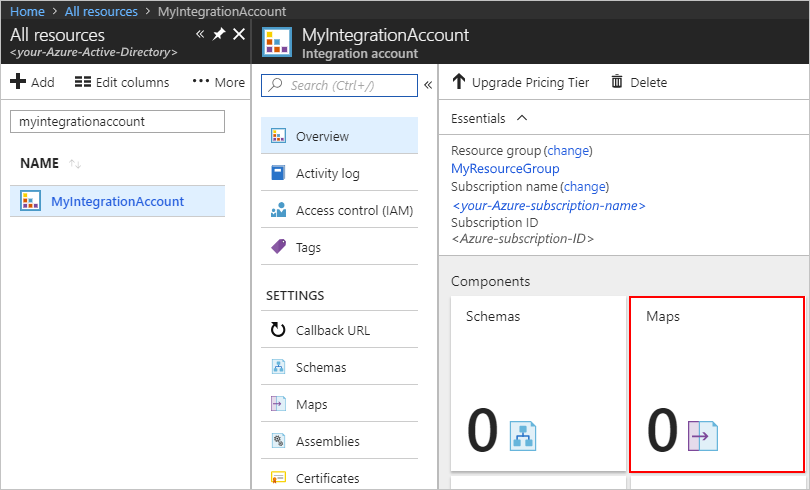 Home > All resources > MyIntegrationAccount
All resources
<your-Azure-Active-Directory>
Add Edit columns More
myintegrationaccount
NAME
MyIntegrationAccount
MyIntegrationAccount
Integration account
Search (Ctrl+/)
Overview
Activity log
Access control (IAM)
Tags
SETTINGS
Callback URL
Schemas
Maps
Assemblies
Certificates
Upgrade Pricing Tier Delete
Essentials
Resource group (change)
MyResourceGroup
Subscription name (change)
<your-Azure-subscription-name>
Subscription ID
<Azure-subscription-ID>
Components
Schemas
0
Maps
0